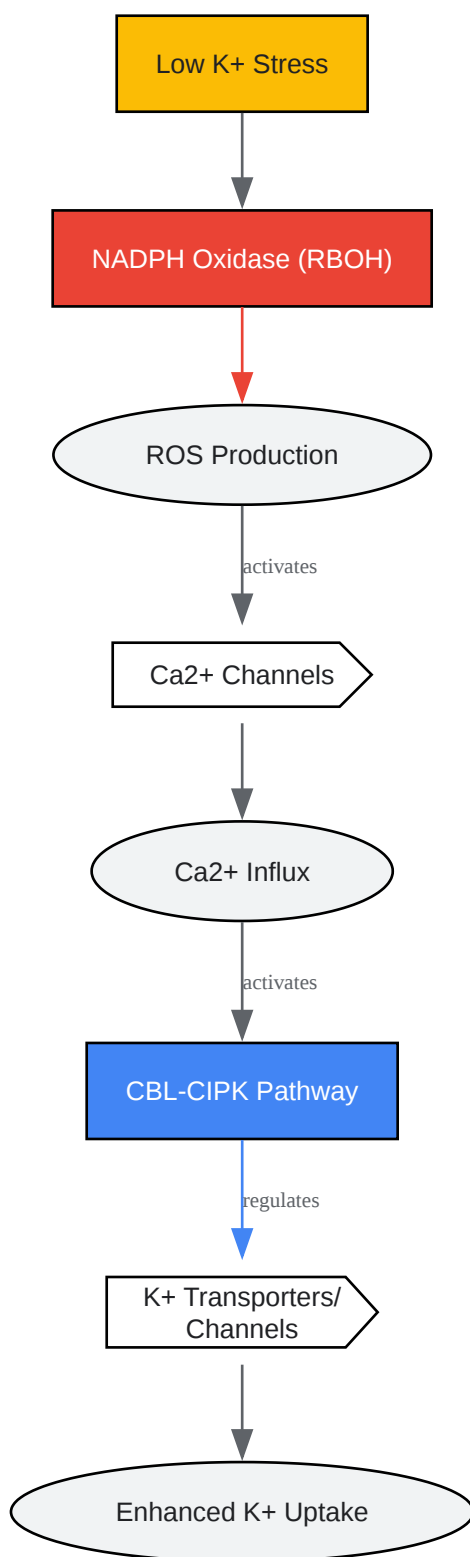 Low K+ Stress
NADPH Oxidase (RBOH)
ROS Production
activates
Ca2+ Channels
Ca2+ Influx
activates
CBL-CIPK Pathway
regulates
K+ Transporters/
Channels
Enhanced K+ Uptake